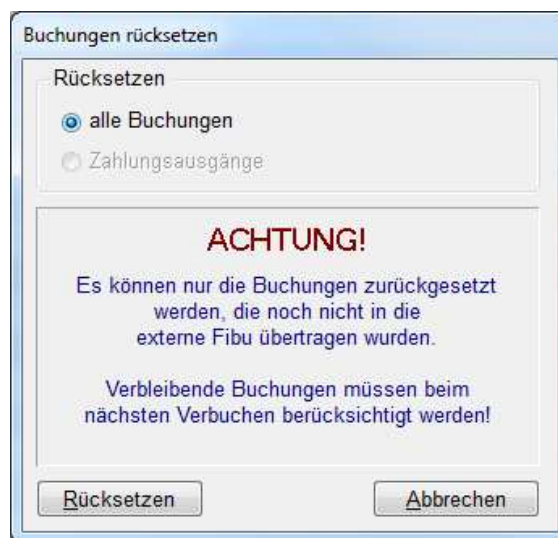 Buchungen rücksetzen
Rücksetzen
alle Buchungen
Zahlungsausgänge
ACHTUNG!
Es können nur die Buchungen zurückgesetzt
werden, die noch nicht in die
externe Fibu übertragen wurden.
Verbleibende Buchungen müssen beim
nächsten Verbuchen berücksichtigt werden!
Rücksetzen
Abbrechen